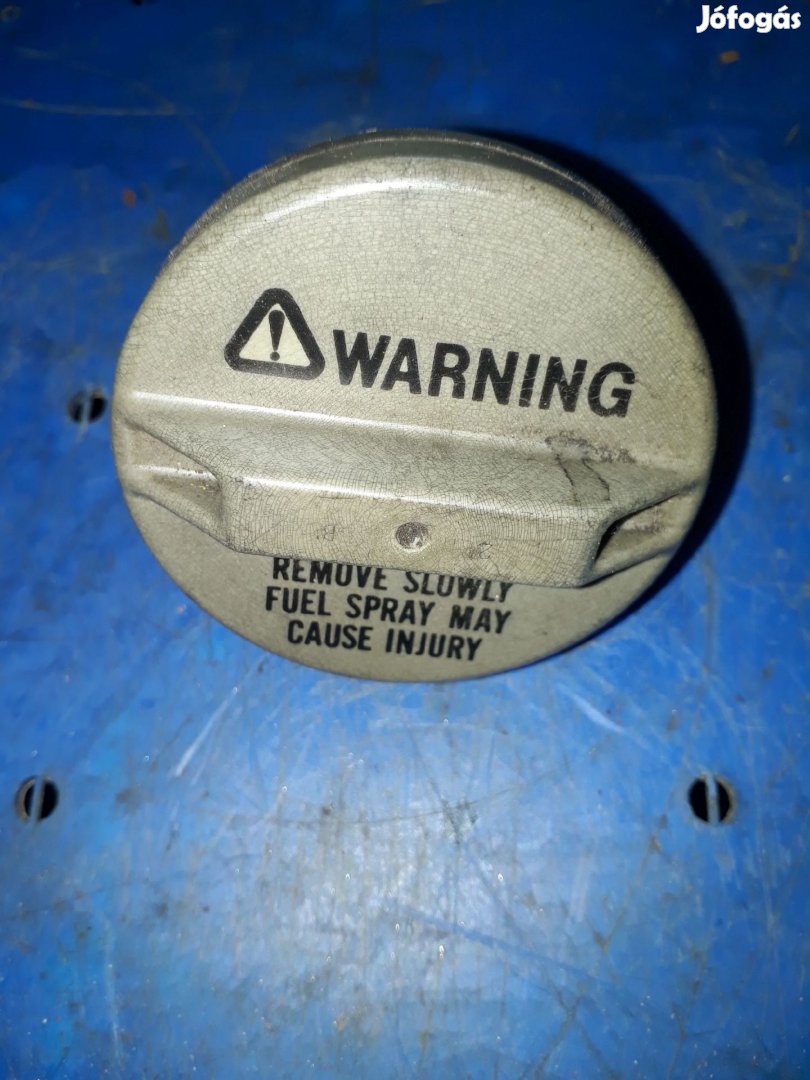 Jófogás
WARNING
REMOVE SLOWLY
FUEL SPRAY MAY
CAUSE INJURY